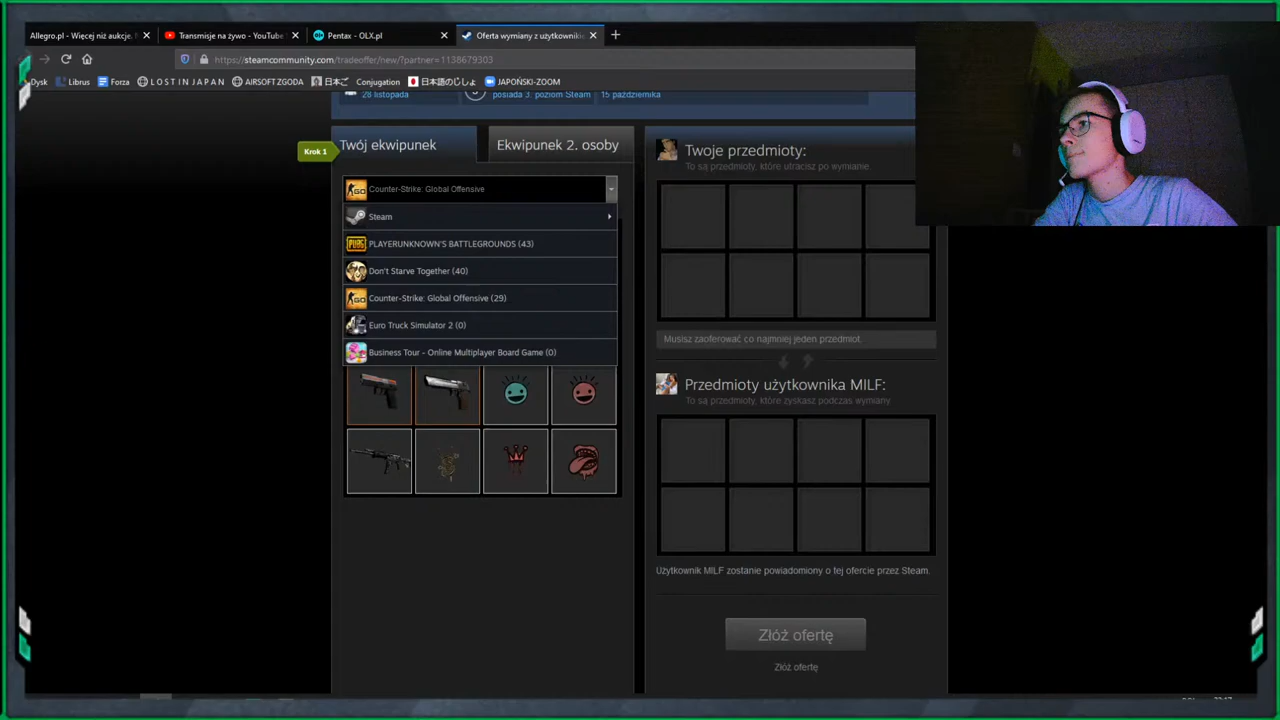 Allegro.pl - Więcej niż aukcje.
Transmisje na żywo - YouTube
Pentax - OLX.pl
Oferta wymiany z użytkownikie
https://steamcommunity.com/tradeoffer/new/?partner=1138679303
Dysk
Librus
Forza
L O S T I N J A P A N
AIRSOFT ZGODA
日本ご
Conjugation
日本語のじしょ
JAPOŃSKI-ZOOM
28 listopada
posiada 3. poziom Steam
15 października
Krok 1
Twój ekwipunek
Ekwipunek 2. osoby
Counter-Strike: Global Offensive
Steam
PLAYERUNKNOWN'S BATTLEGROUNDS (43)
Don't Starve Together (40)
Counter-Strike: Global Offensive (29)
Euro Truck Simulator 2 (0)
Business Tour - Online Multiplayer Board Game (0)
Twoje przedmioty:
To są przedmioty, które utracisz po wymianie.
Musisz zaoferować co najmniej jeden przedmiot.
Przedmioty użytkownika MILF:
To są przedmioty, które zyskasz podczas wymiany.
Użytkownik MILF zostanie powiadomiony o tej ofercie przez Steam.
Złóż ofertę
Złóż ofertę